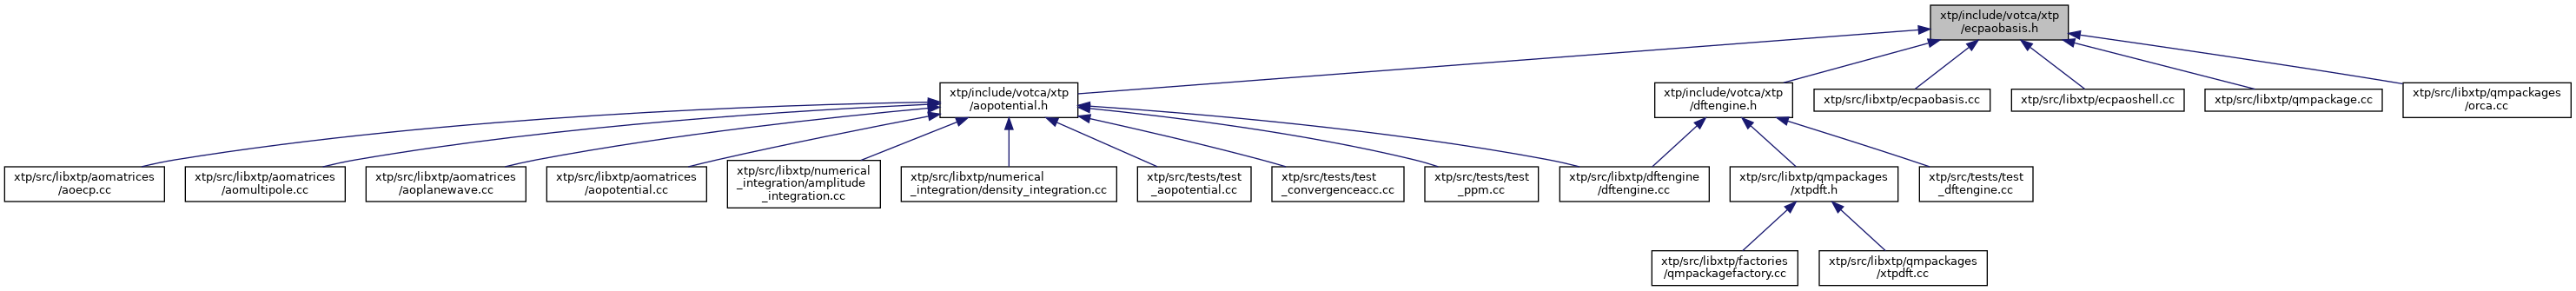 xtp/include/votca/xtp
/ecpaobasis.h
xtp/include/votca/xtp
/aopotential.h
xtp/include/votca/xtp
/dftengine.h
xtp/src/libxtp/ecpaobasis.cc
xtp/src/libxtp/ecpaoshell.cc
xtp/src/libxtp/qmpackage.cc
xtp/src/libxtp/qmpackages
/orca.cc
xtp/src/libxtp/aomatrices
/aoecp.cc
xtp/src/libxtp/aomatrices
/aomultipole.cc
xtp/src/libxtp/aomatrices
/aoplanewave.cc
xtp/src/libxtp/aomatrices
/aopotential.cc
xtp/src/libxtp/numerical
_integration/amplitude
_integration.cc
xtp/src/libxtp/numerical
_integration/density_integration.cc
xtp/src/tests/test
_aopotential.cc
xtp/src/tests/test
_convergenceacc.cc
xtp/src/tests/test
_ppm.cc
xtp/src/libxtp/dftengine
/dftengine.cc
xtp/src/libxtp/qmpackages
/xtpdft.h
xtp/src/tests/test
_dftengine.cc
xtp/src/libxtp/factories
/qmpackagefactory.cc
xtp/src/libxtp/qmpackages
/xtpdft.cc